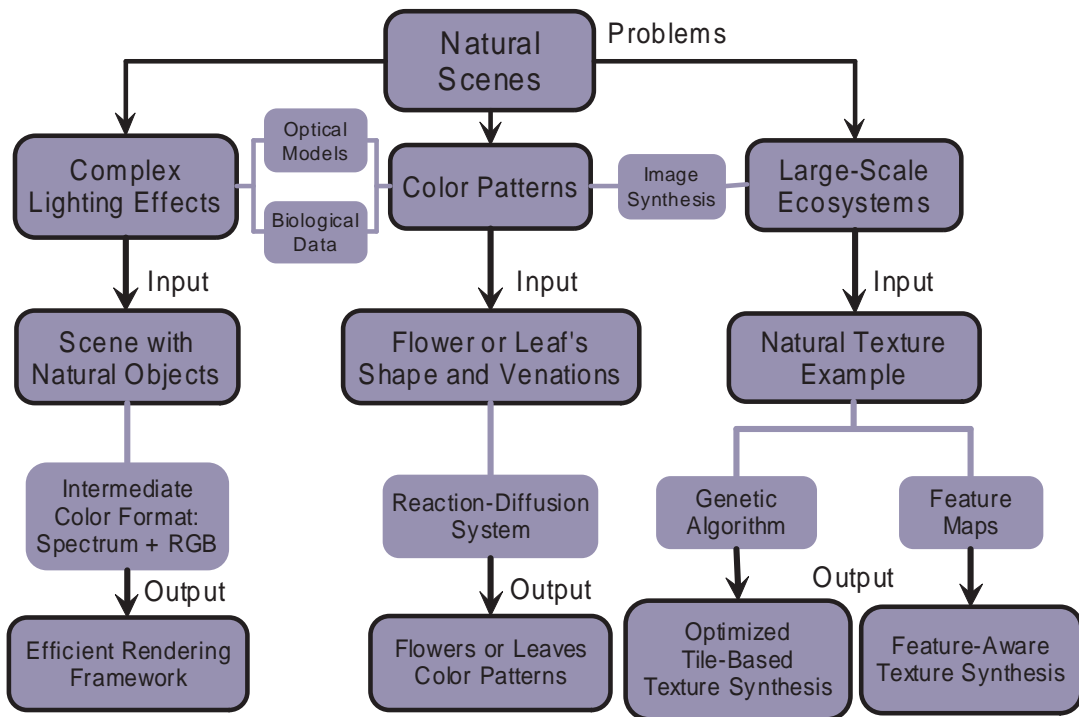 Natural
Scenes
Problems
Complex
Lighting Effects
Optical
Models
Biological
Data
Color Patterns
Image
Synthesis
Large-Scale
Ecosystems
Input
Input
Input
Scene with
Natural Objects
Flower or Leaf's
Shape and Venations
Natural Texture
Example
Intermediate
Color Format:
Spectrum + RGB
Reaction-Diffusion
System
Genetic
Algorithm
Feature
Maps
Output
Output
Output
Efficient Rendering
Framework
Flowers or Leaves
Color Patterns
Optimized
Tile-Based
Texture Synthesis
Feature-Aware
Texture Synthesis